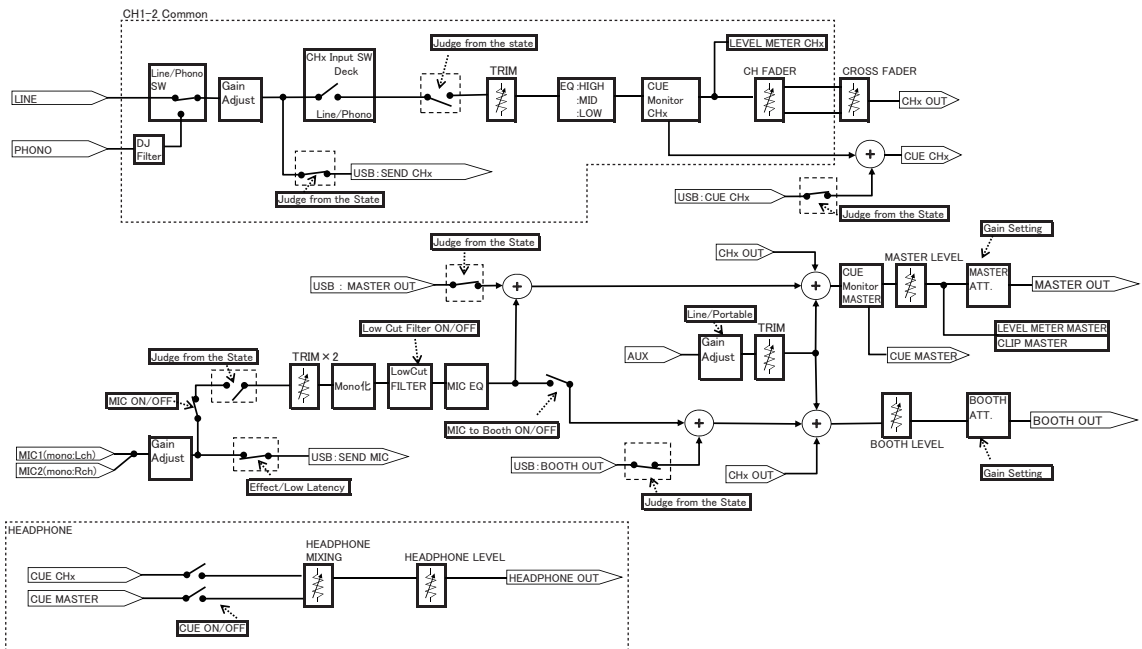 CH1-2 Common
Line/Phono
SW
Gain
Adjust
CHx Input SW
Deck
Line/Phono
Judge from the state
TRIM
EQ :HIGH
:MID
:LOW
CUE
Monitor
CHx
LEVEL METER CHx
CH FADER
CROSS FADER
LINE
CHx OUT
PHONO
DJ
Filter
USB:SEND CHx
Judge from the State
CUE CHx
USB:CUE CHx
Judge from the State
Judge from the State
USB : MASTER OUT
CHx OUT
CUE
Monitor
MASTER
MASTER LEVEL
Gain Setting
MASTER
ATT.
MASTER OUT
LEVEL METER MASTER
CLIP MASTER
CUE MASTER
Line/Portable
AUX
Gain
Adjust
TRIM
Low Cut Filter ON/OFF
Judge from the State
TRIM×2
Mono化
LowCut
FILTER
MIC EQ
MIC ON/OFF
MIC to Booth ON/OFF
MIC1(mono:Lch)
MIC2(mono:Rch)
Gain
Adjust
USB:SEND MIC
Effect/Low Latency
USB:BOOTH OUT
Judge from the State
CHx OUT
BOOTH LEVEL
BOOTH
ATT.
BOOTH OUT
Gain Setting
HEADPHONE
CUE CHx
CUE MASTER
CUE ON/OFF
HEADPHONE
MIXING
HEADPHONE LEVEL
HEADPHONE OUT